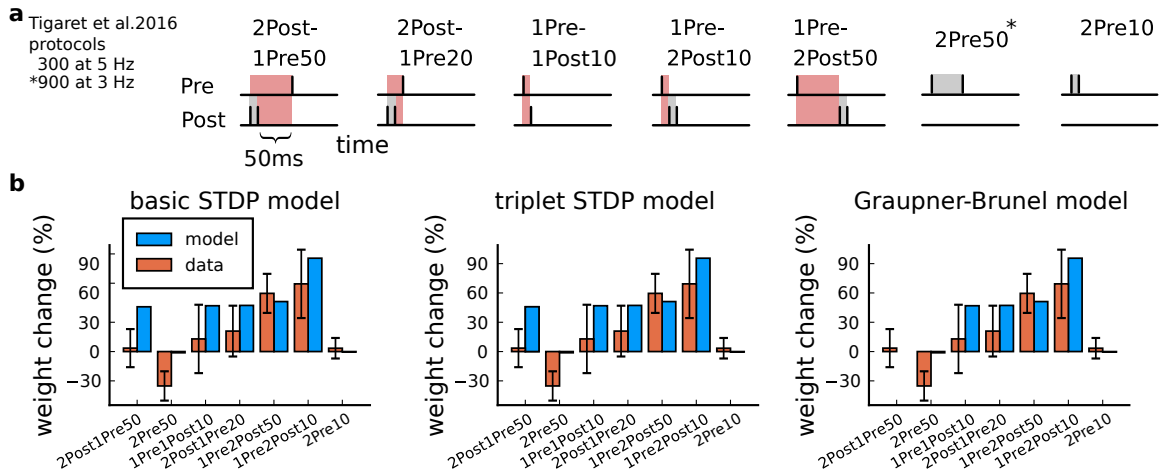 a
Tigaret et al.2016
protocols
300 at 5 Hz
*900 at 3 Hz
2Post-
1Pre50
2Post-
1Pre20
1Pre-
1Post10
1Pre-
2Post10
1Pre-
2Post50
2Pre50*
2Pre10
Pre
Post
50ms
time
b
basic STDP model
weight change (%)
model
data
90
60
30
0
−30
2Post1Pre50
2Pre50
1Pre1Post10
2Post1Pre20
1Pre2Post50
1Pre2Post10
2Pre10
triplet STDP model
weight change (%)
90
60
30
0
−30
2Post1Pre50
2Pre50
1Pre1Post10
2Post1Pre20
1Pre2Post50
1Pre2Post10
2Pre10
Graupner-Brunel model
weight change (%)
90
60
30
0
−30
2Post1Pre50
2Pre50
1Pre1Post10
2Post1Pre20
1Pre2Post50
1Pre2Post10
2Pre10